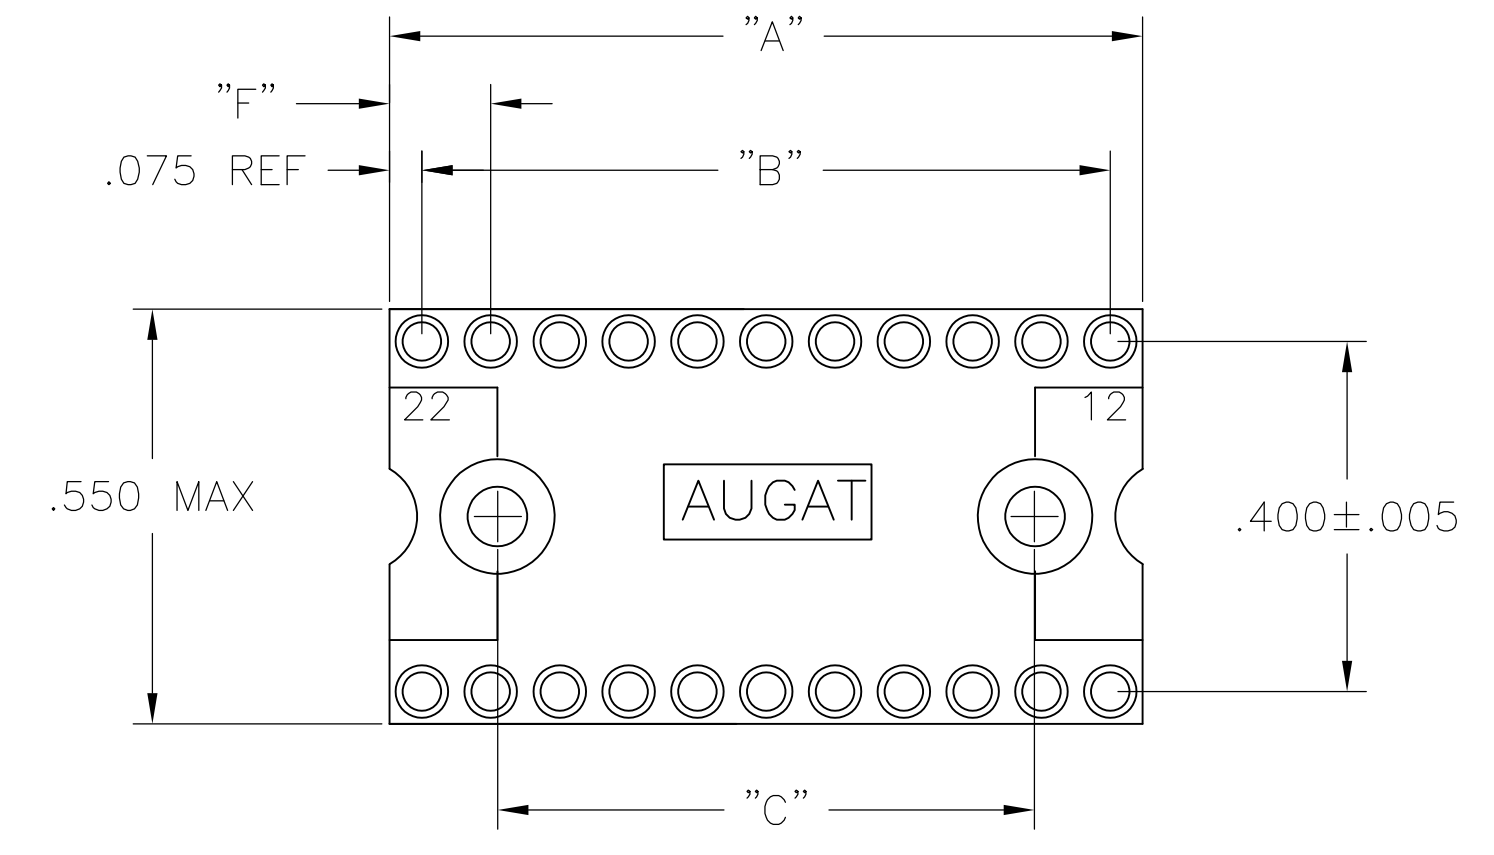 ”A”
”F”
.075 REF
”B”
22
12
AUGAT
.550 MAX
.400±.005
”C”